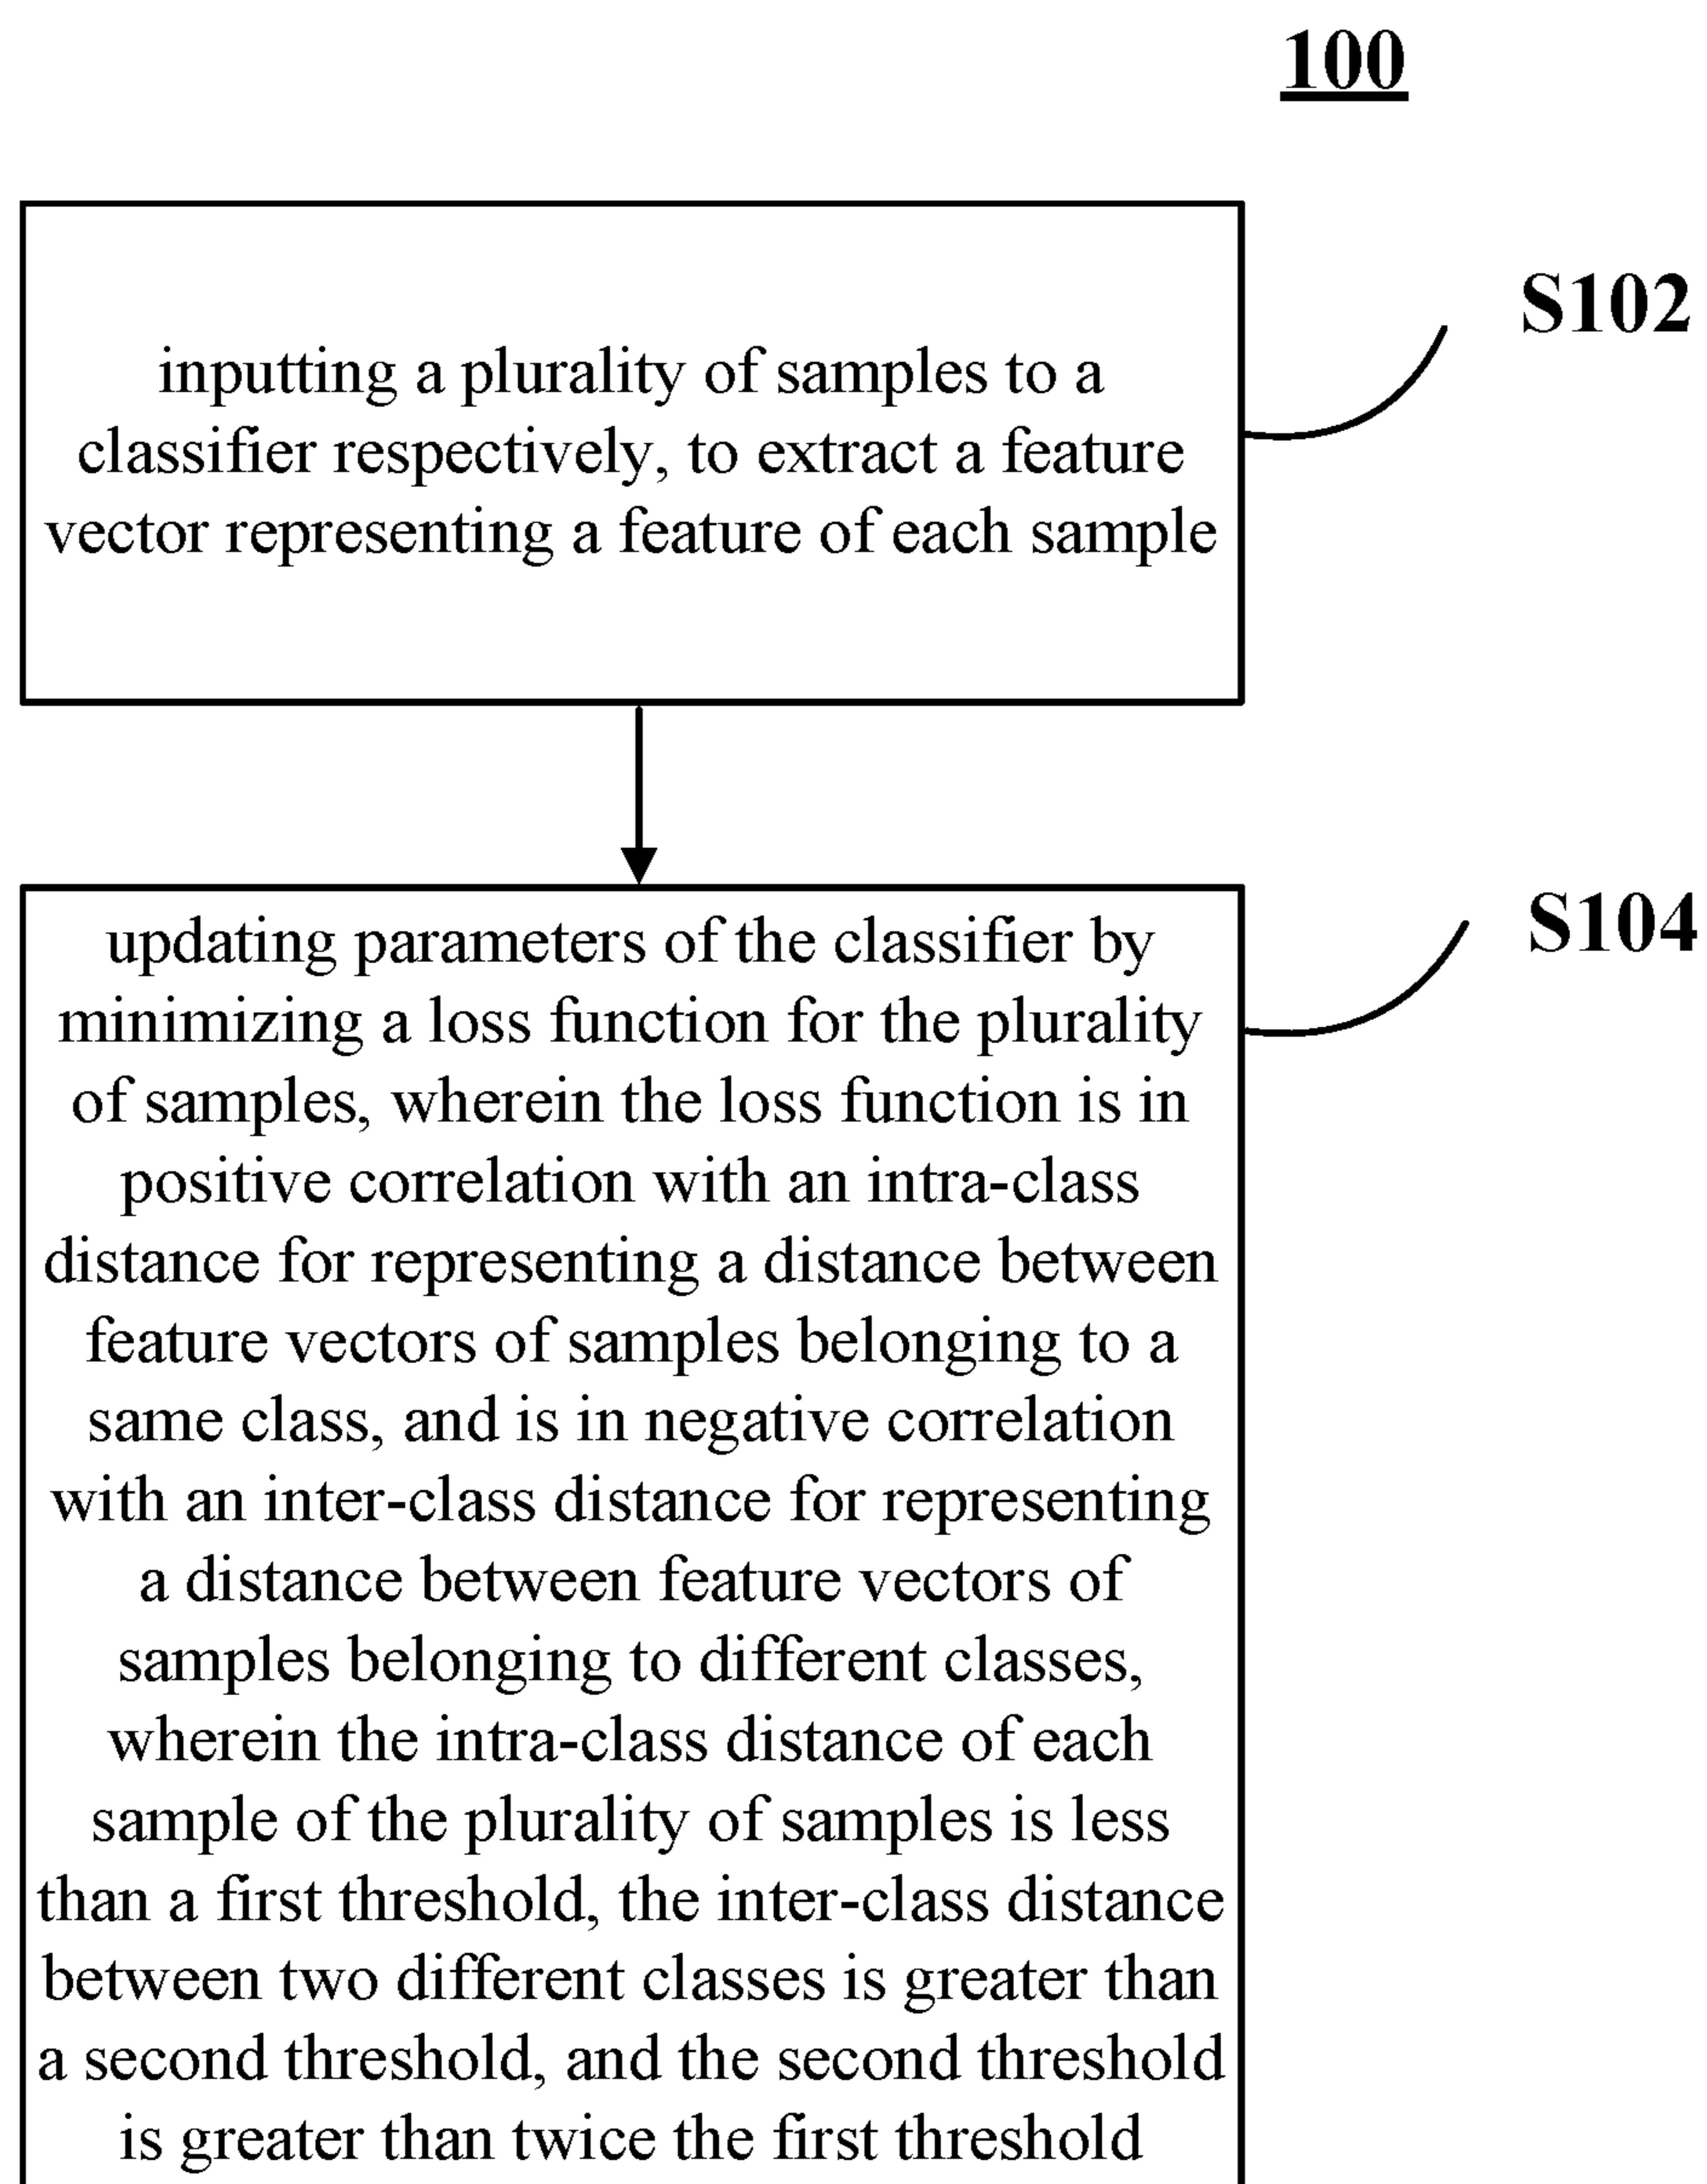 100
S102
inputting a plurality of samples to a
classifier respectively, to extract a feature
vector representing a feature of each sample
S104
updating parameters of the classifier by
minimizing a loss function for the plurality
of samples, wherein the loss function is in
positive correlation with an intra-class
distance for representing a distance between
feature vectors of samples belonging to a
same class, and is in negative correlation
with an inter-class distance for representing
a distance between feature vectors of
samples belonging to different classes,
wherein the intra-class distance of each
sample of the plurality of samples is less
than a first threshold, the inter-class distance
between two different classes is greater than
a second threshold, and the second threshold
is greater than twice the first threshold